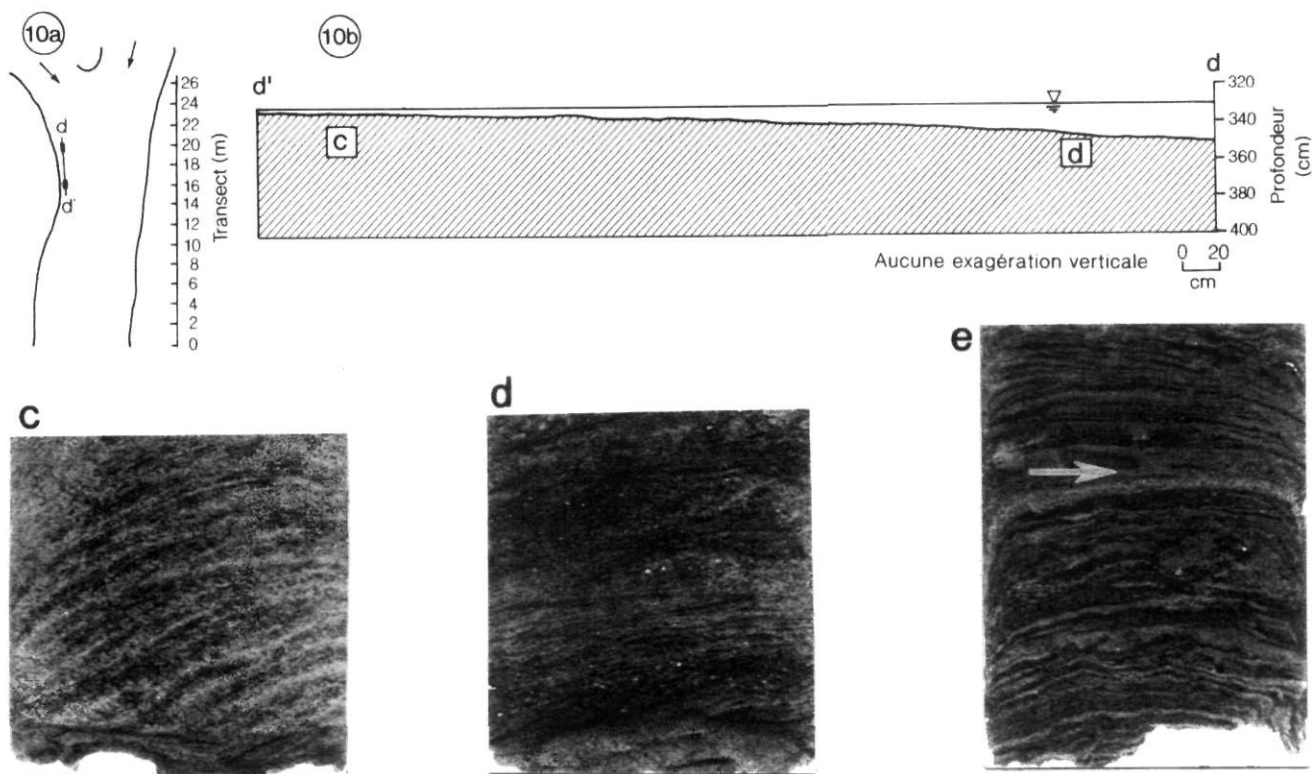 10a
10b
d'
d
26
24
22
20
18
16
14
12
10
8
6
4
2
0
Transect (m)
d
d'
c
d
320
340
360
380
400
Profondeur
(cm)
Aucune exagération verticale
0 20
cm
c
d
e